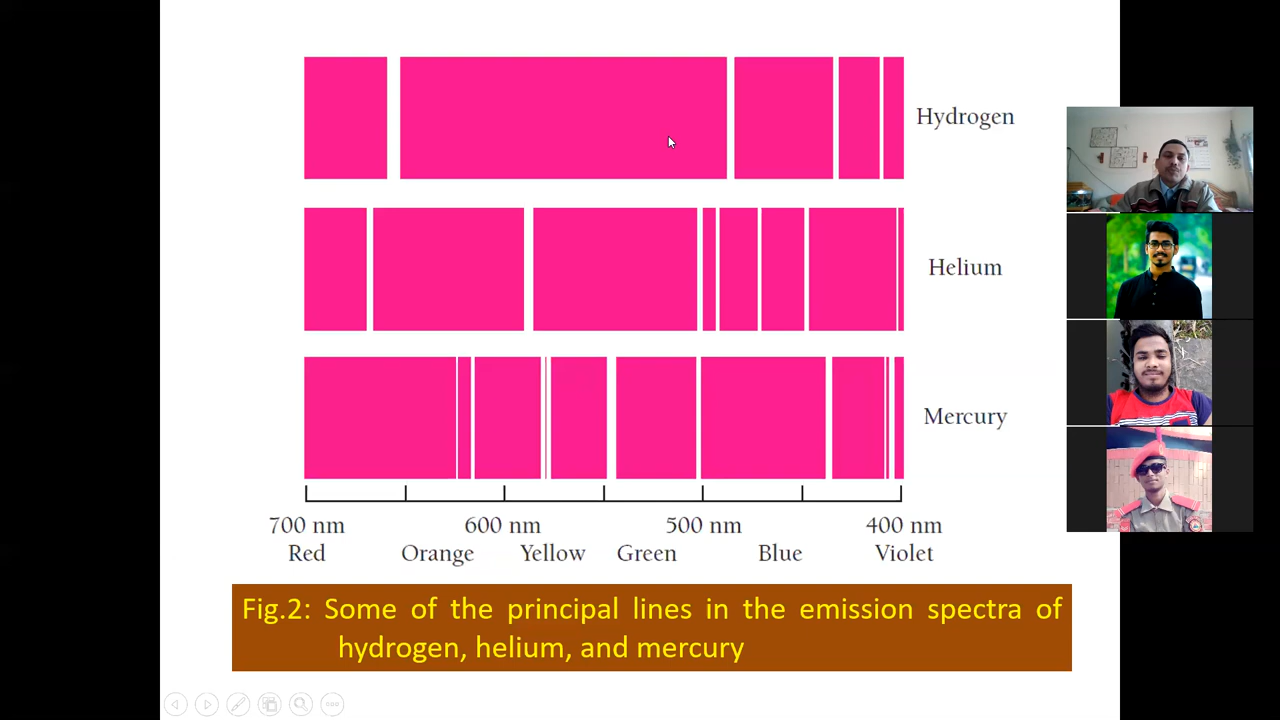 Hydrogen
Helium
Mercury
700 nm 600 nm 500 nm 400 nm
Red Orange Yellow Green Blue Violet
Fig.2: Some of the principal lines in the emission spectra of
hydrogen, helium, and mercury